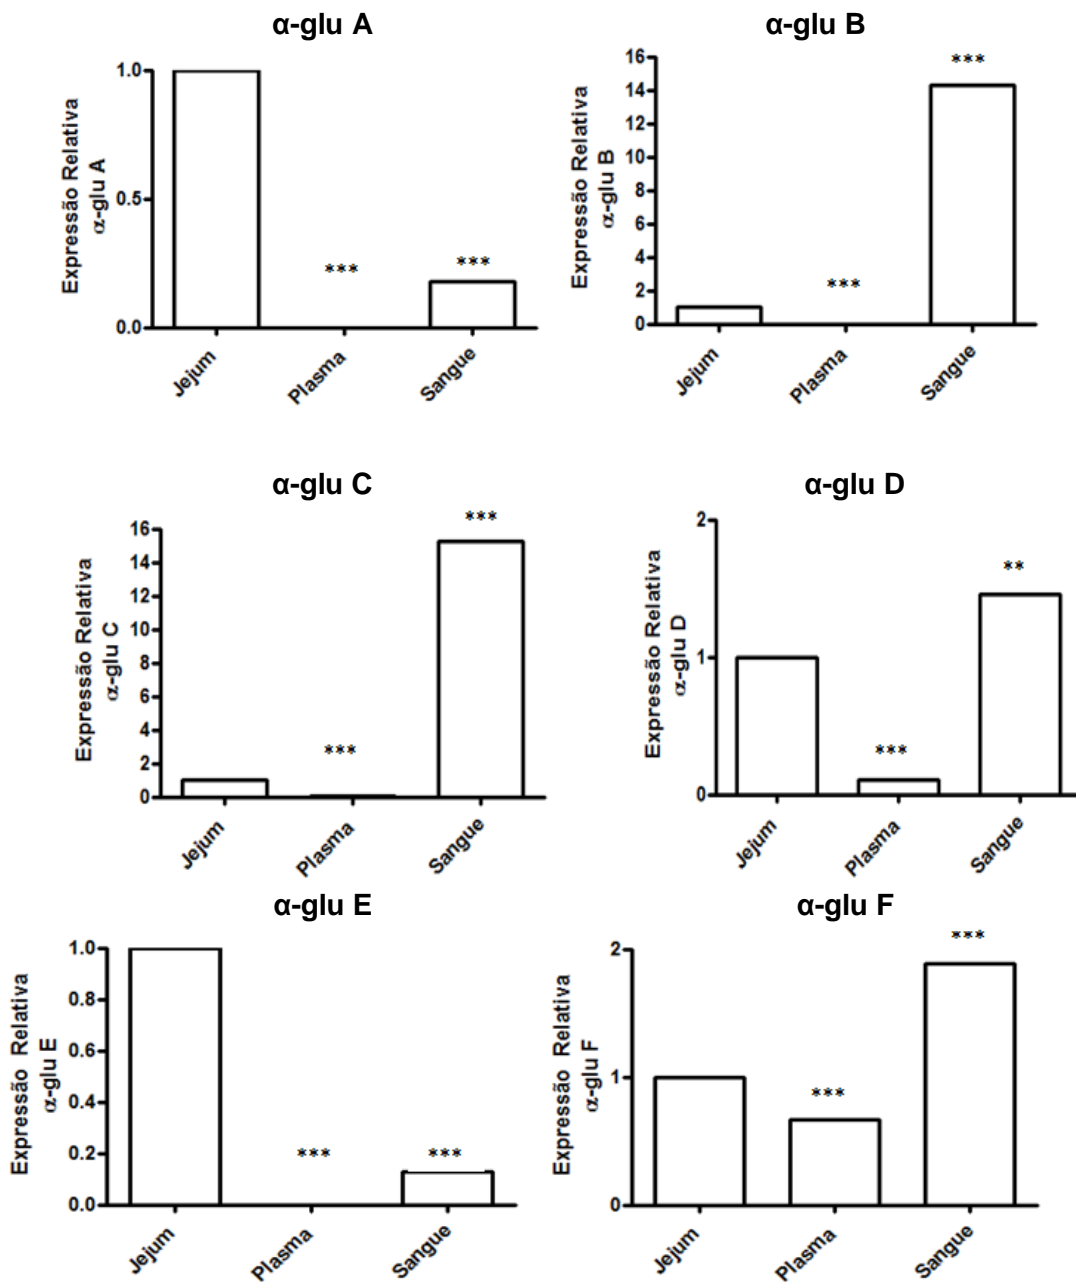 α-glu A
Expressão Relativa
α-glu A
1.0
0.5
0.0
***
***
Jejum
Plasma
Sangue
α-glu B
Expressão Relativa
α-glu B
16
14
12
10
8
6
4
2
0
***
***
Jejum
Plasma
Sangue
α-glu C
Expressão Relativa
α-glu C
16
14
12
10
8
6
4
2
0
***
***
Jejum
Plasma
Sangue
α-glu D
Expressão Relativa
α-glu D
2
1
0
***
**
Jejum
Plasma
Sangue
α-glu E
Expressão Relativa
α-glu E
1.0
0.8
0.6
0.4
0.2
0.0
***
***
Jejum
Plasma
Sangue
α-glu F
Expressão Relativa
α-glu F
2
1
0
***
***
Jejum
Plasma
Sangue